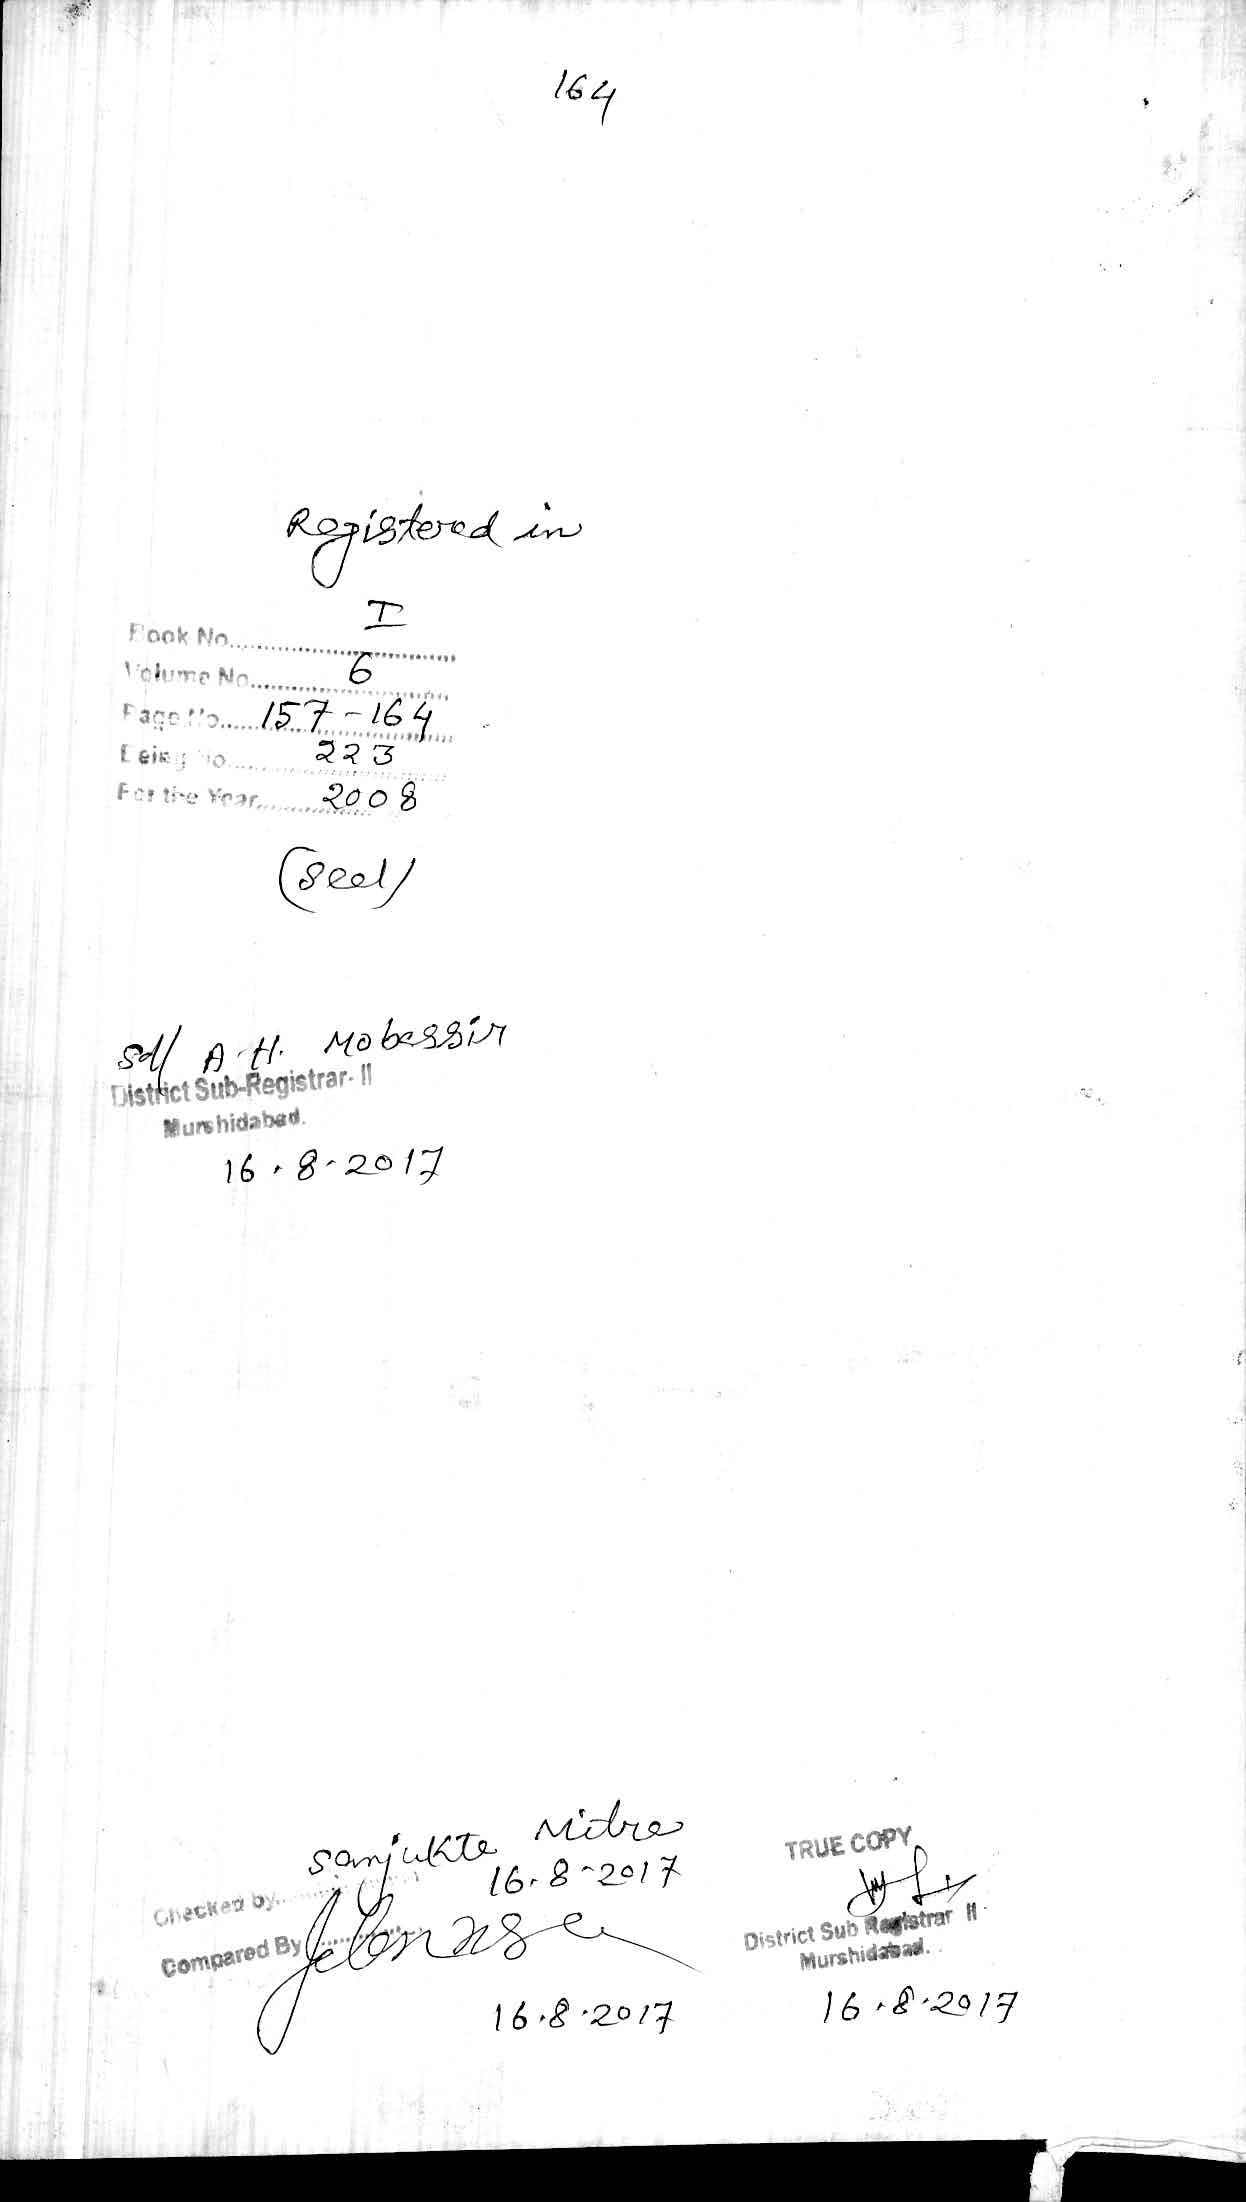 164
Registered in
Book No.......... I
Volume No.......... 6
Page No...... 157-164
Being No.......... 223
For the Year.......... 2008
(Seal)
Sd/ A.H. Mobassir
District Sub-Registrar- II
Murshidabad.
16.8.2017
Sanjukta Mitra
16.8-2017
Checked by..........
Compared By..........
16.8.2017
TRUE COPY
District Sub Registrar II
Murshidabad.
16.8.2017